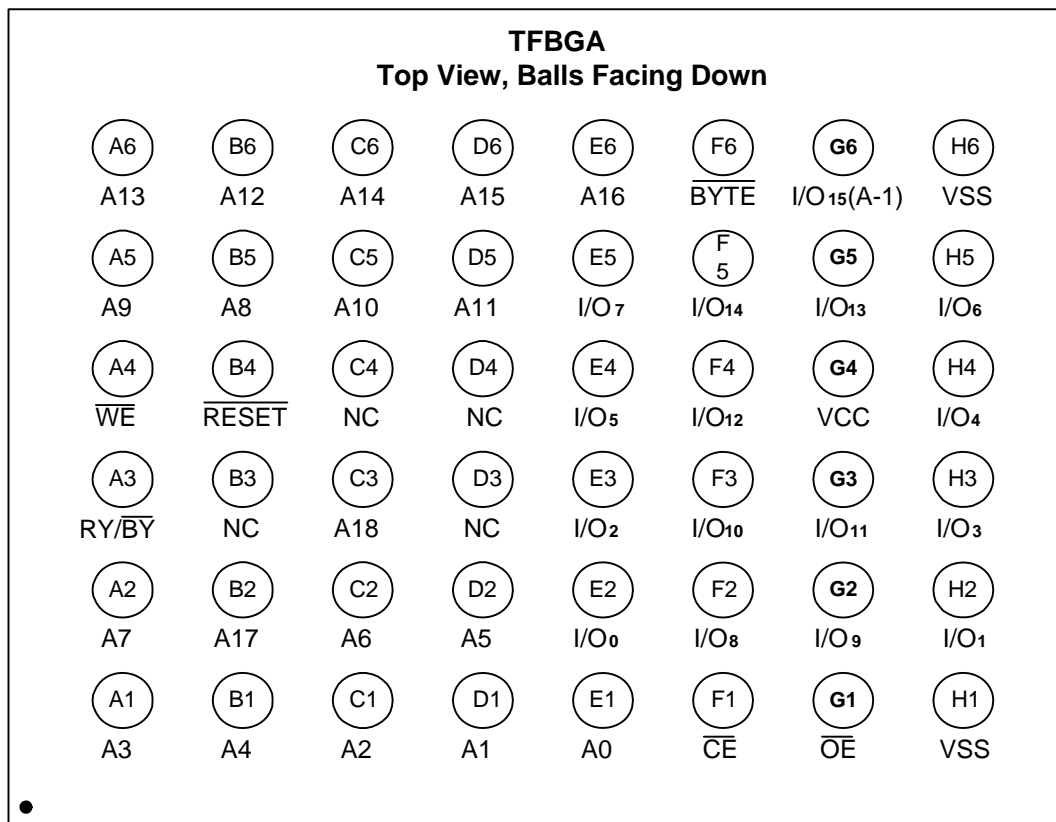 TFBGA
Top View, Balls Facing Down
A6 B6 C6 D6 E6 F6 G6 H6
A13 A12 A14 A15 A16 BYTE I/O15(A-1) VSS
A5 B5 C5 D5 E5 F 5 G5 H5
A9 A8 A10 A11 I/O7 I/O14 I/O13 I/O6
A4 B4 C4 D4 E4 F4 G4 H4
WE RESET NC NC I/O5 I/O12 VCC I/O4
A3 B3 C3 D3 E3 F3 G3 H3
RY/BY NC A18 NC I/O2 I/O10 I/O11 I/O3
A2 B2 C2 D2 E2 F2 G2 H2
A7 A17 A6 A5 I/O0 I/O8 I/O9 I/O1
A1 B1 C1 D1 E1 F1 G1 H1
A3 A4 A2 A1 A0 CE OE VSS